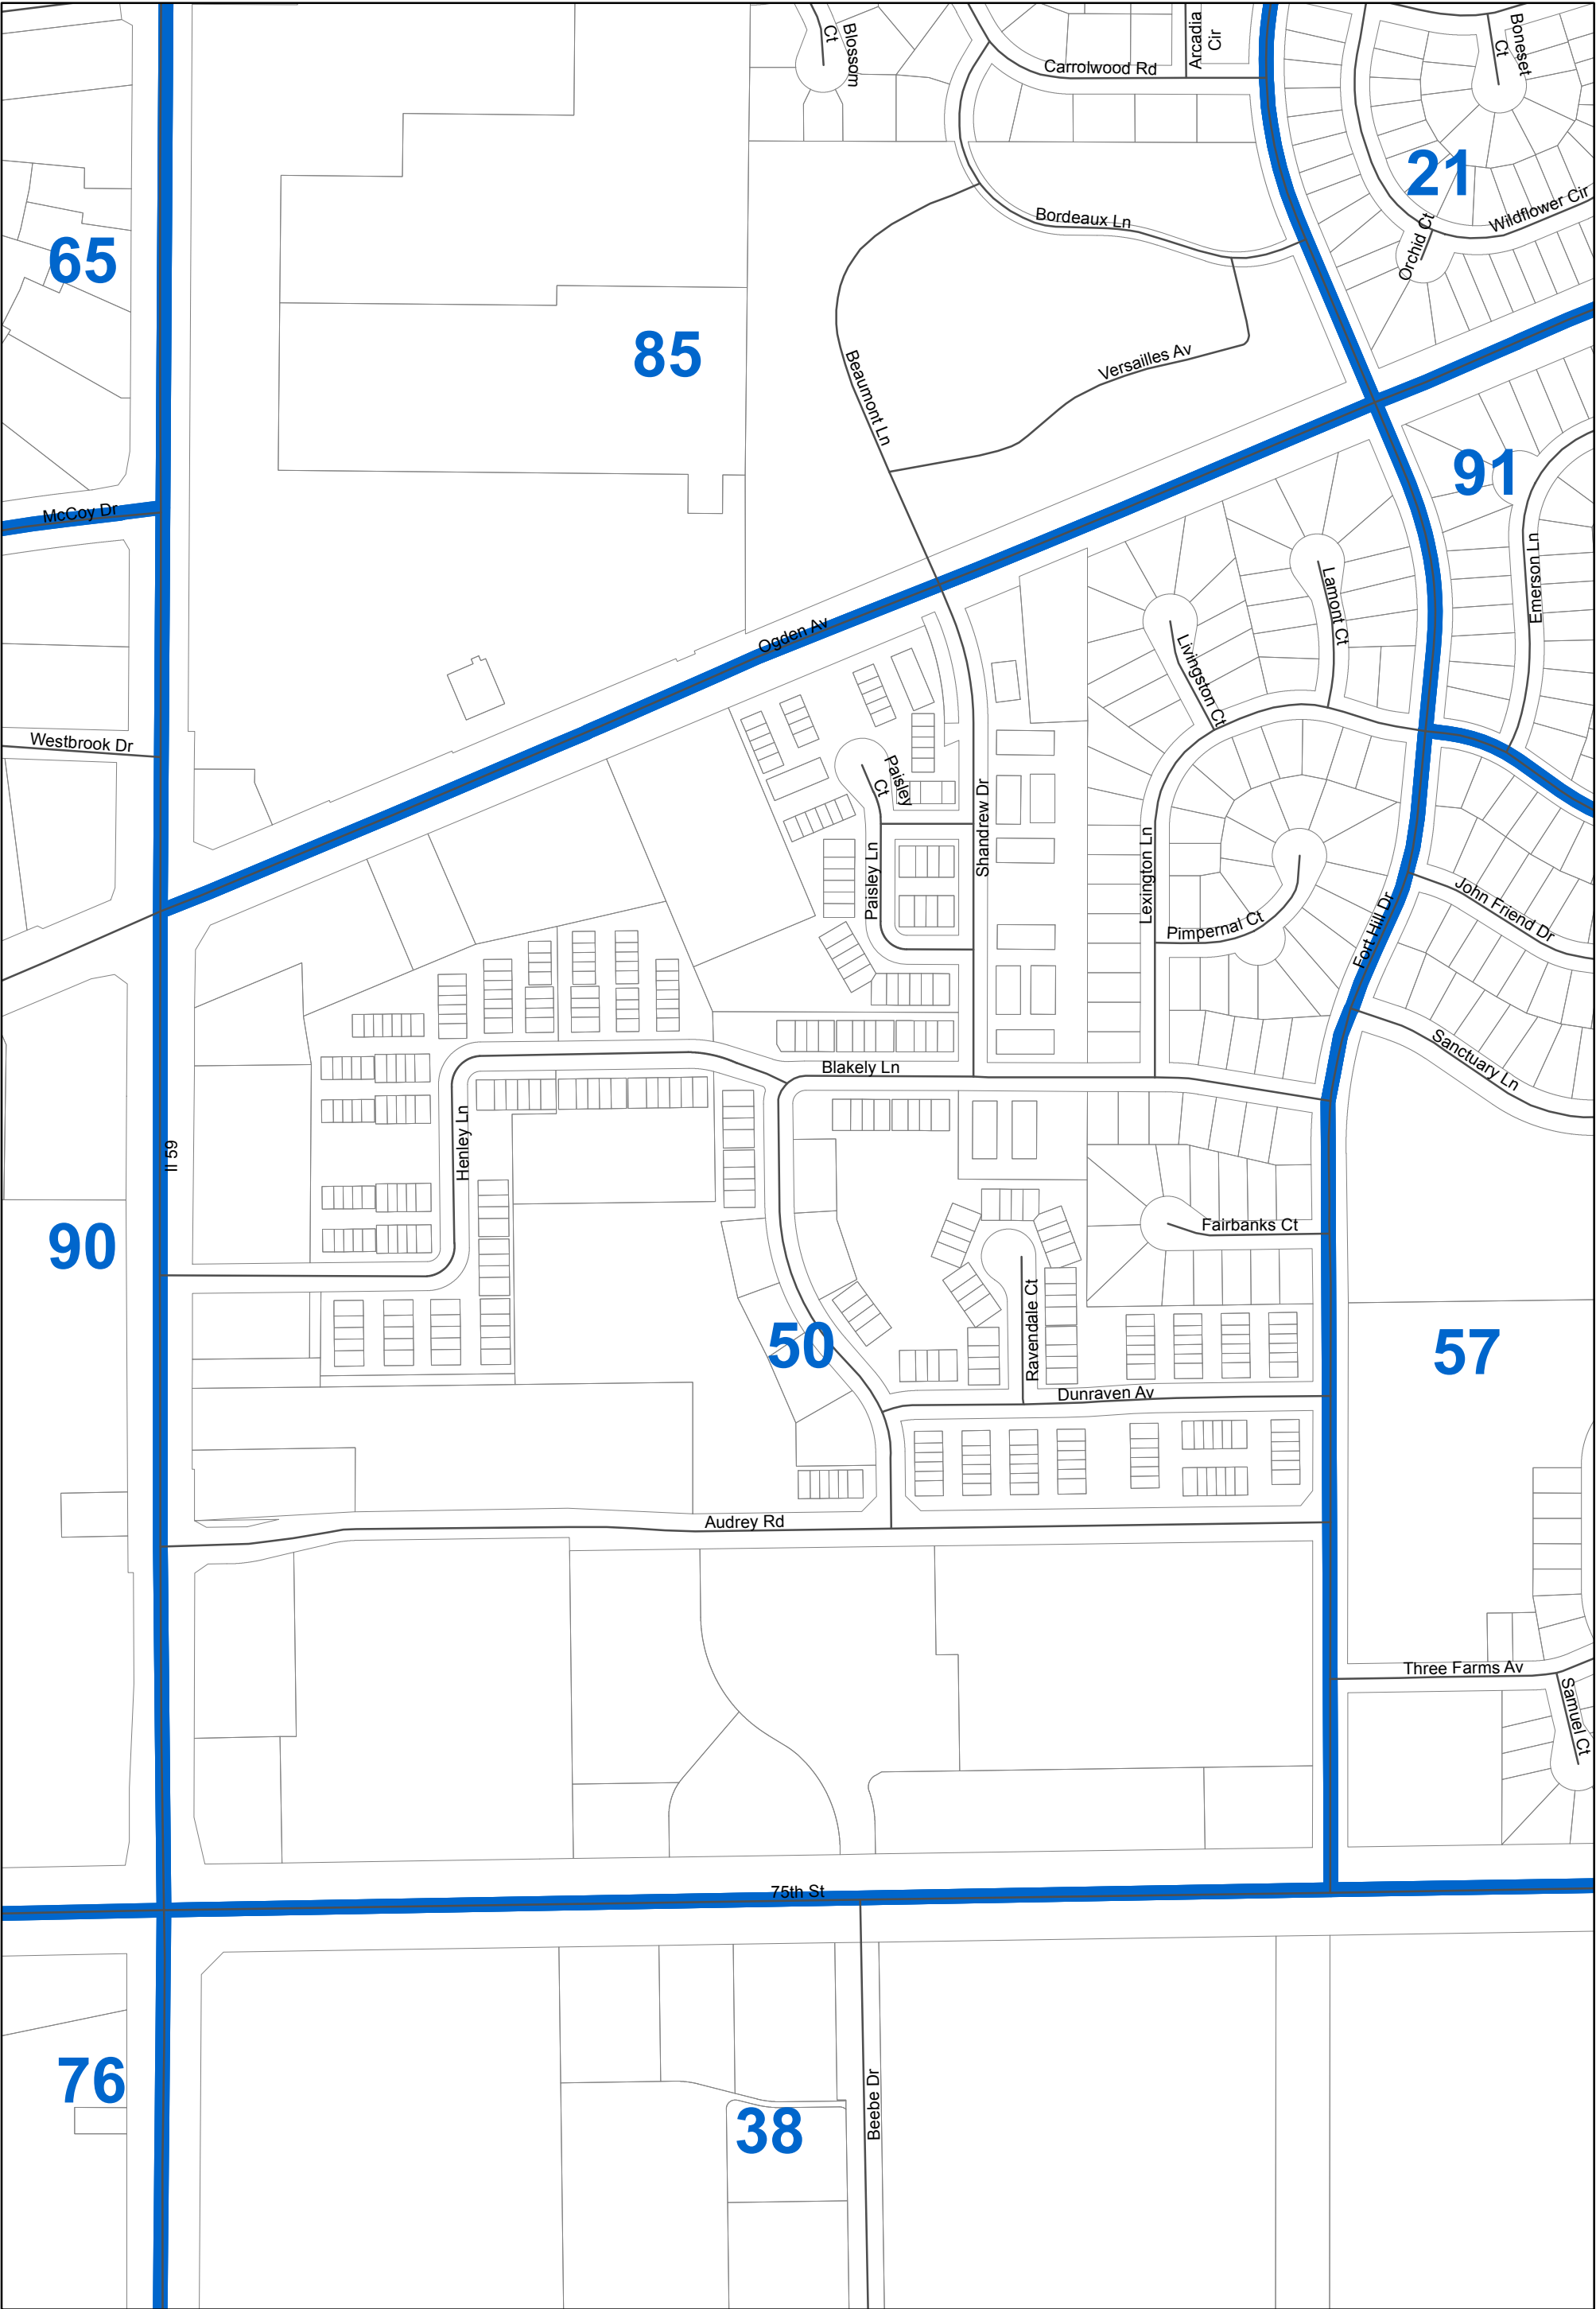 Blossom
Ct
Arcadia
Cir
Boneset
Ct
Carrolwood Rd
21
Wildflower Cir
Orchid Ct
Bordeaux Ln
65
85
Versailles Av
Beaumont Ln
91
McCoy Dr
Emerson Ln
Lamont Ct
Ogden Av
Livingston Ct
Westbrook Dr
Paisley
Ct
Shandrew Dr
Paisley Ln
Lexington Ln
John Friend Dr
Pimpernal Ct
Fort Hill Dr
Sanctuary Ln
Blakely Ln
Henley Ln
Il 59
Fairbanks Ct
90
Ravendale Ct
50
57
Dunraven Av
Audrey Rd
Three Farms Av
Samuel Ct
75th St
76
Beebe Dr
38